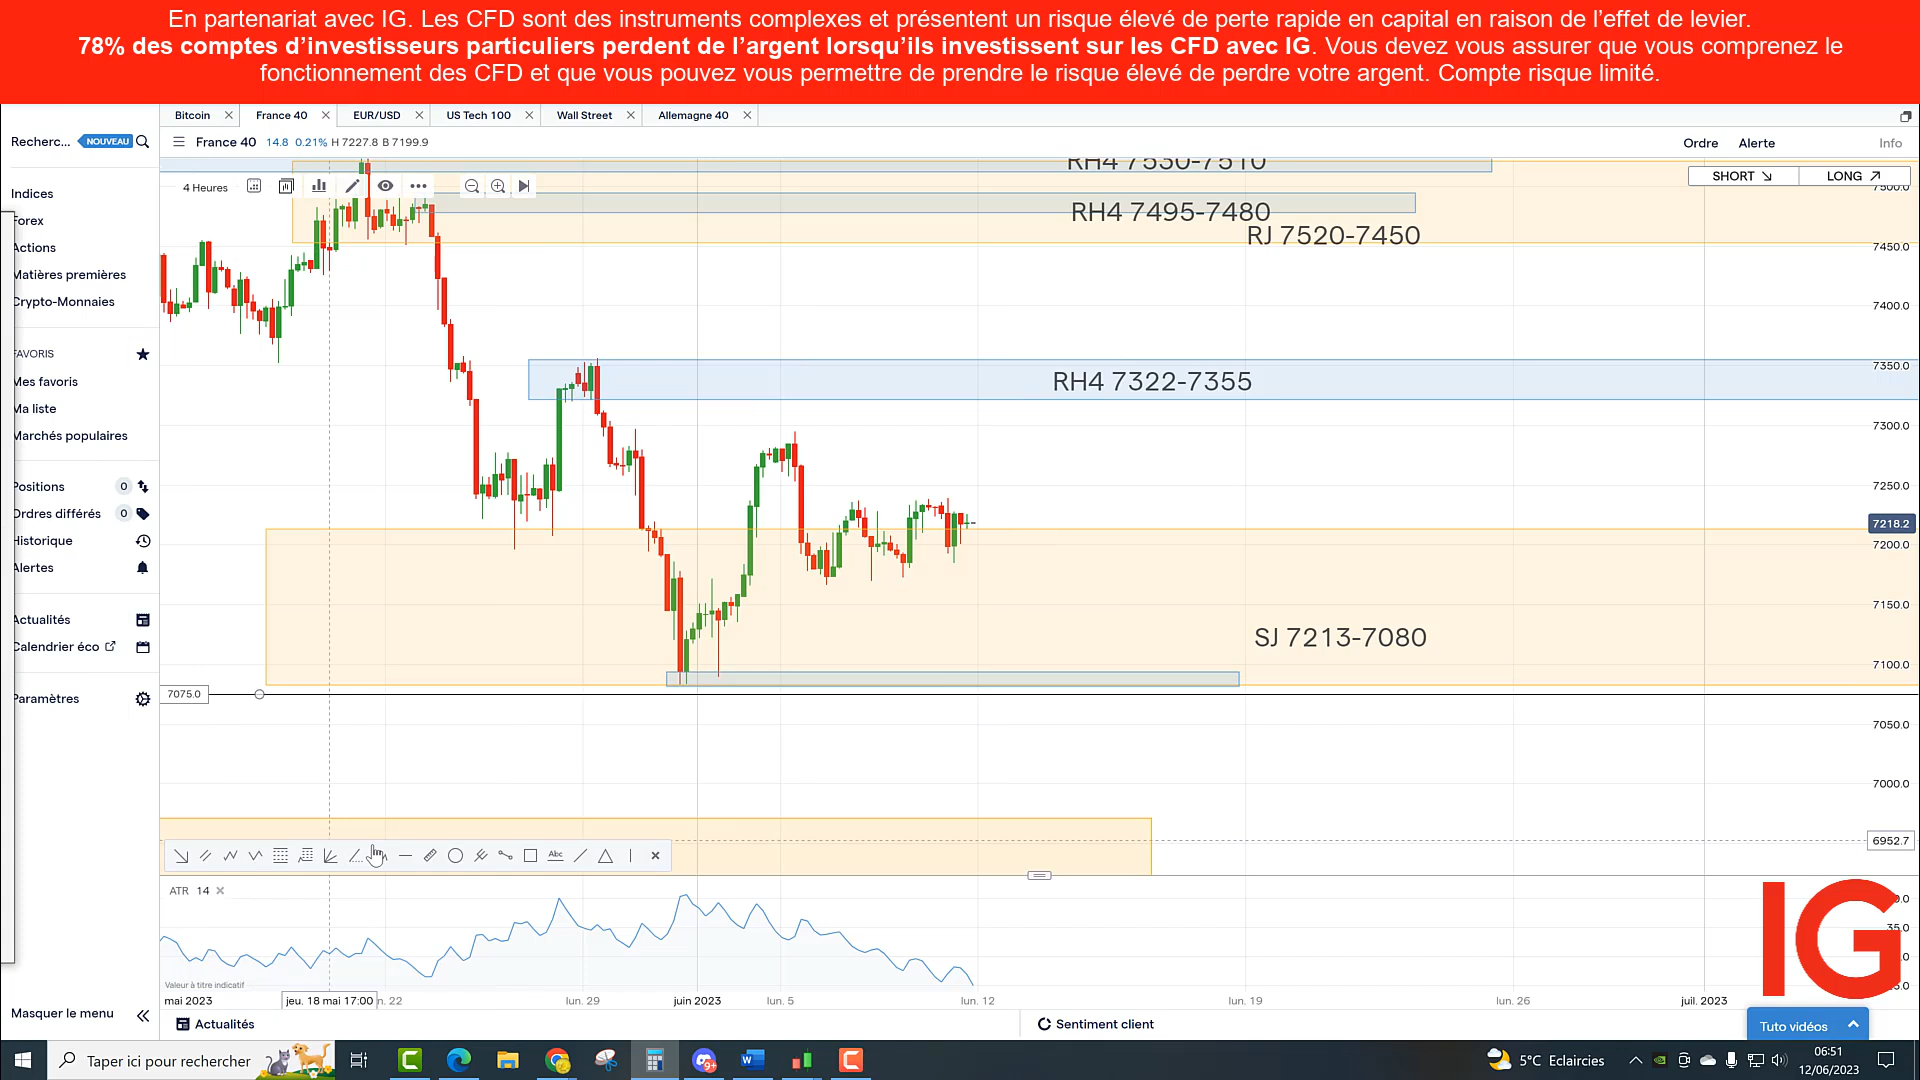 En partenariat avec IG. Les CFD sont des instruments complexes et présentent un risque élevé de perte rapide en capital en raison de l'effet de levier.
78% des comptes d'investisseurs particuliers perdent de l'argent lorsqu'ils investissent sur les CFD avec IG. Vous devez vous assurer que vous comprenez le
fonctionnement des CFD et que vous pouvez vous permettre de prendre le risque élevé de perdre votre argent. Compte risque limité.
Bitcoin France 40 EUR/USD US Tech 100 Wall Street Allemagne 40
Recherc... NOUVEAU
France 40 14.8 0.21% H 7227.8 B 7199.9
Ordre Alerte Info
SHORT LONG
4 Heures
RH4 7530-7510
RH4 7495-7480
RJ 7520-7450
RH4 7322-7355
SJ 7213-7080
7500.0
7450.0
7400.0
7350.0
7300.0
7250.0
7218.2
7200.0
7150.0
7100.0
7050.0
7000.0
6952.7
7075.0
Indices
Forex
Actions
Matières premières
Crypto-Monnaies
FAVORIS
Mes favoris
Ma liste
Marchés populaires
Positions 0
Ordres différés 0
Historique
Alertes
Actualités
Calendrier éco
Paramètres
Abc
ATR 14
IG
Valeur à titre indicatif
mai 2023 jeu. 18 mai 17:00 n. 22 lun. 29 juin 2023 lun. 5 lun. 12 lun. 19 lun. 26 juil. 2023
Masquer le menu
Actualités
Sentiment client
Tuto vidéos
Taper ici pour rechercher
5°C Eclaircies
06:51
12/06/2023